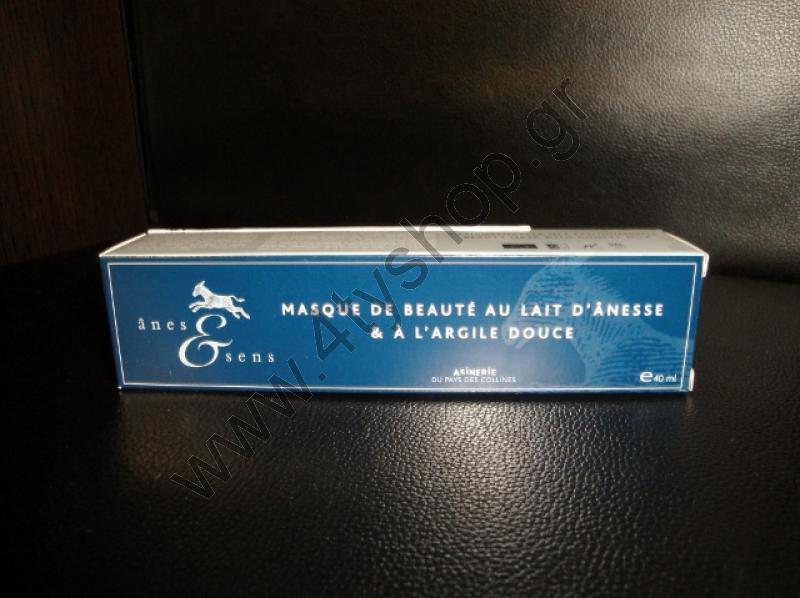 ânes
&
sens
MASQUE DE BEAUTÉ AU LAIT D'ÂNESSE
& À L'ARGILE DOUCE
ASINERIE
DU PAYS DES COLLINES
e 40 ml
www.4tyshop.gr